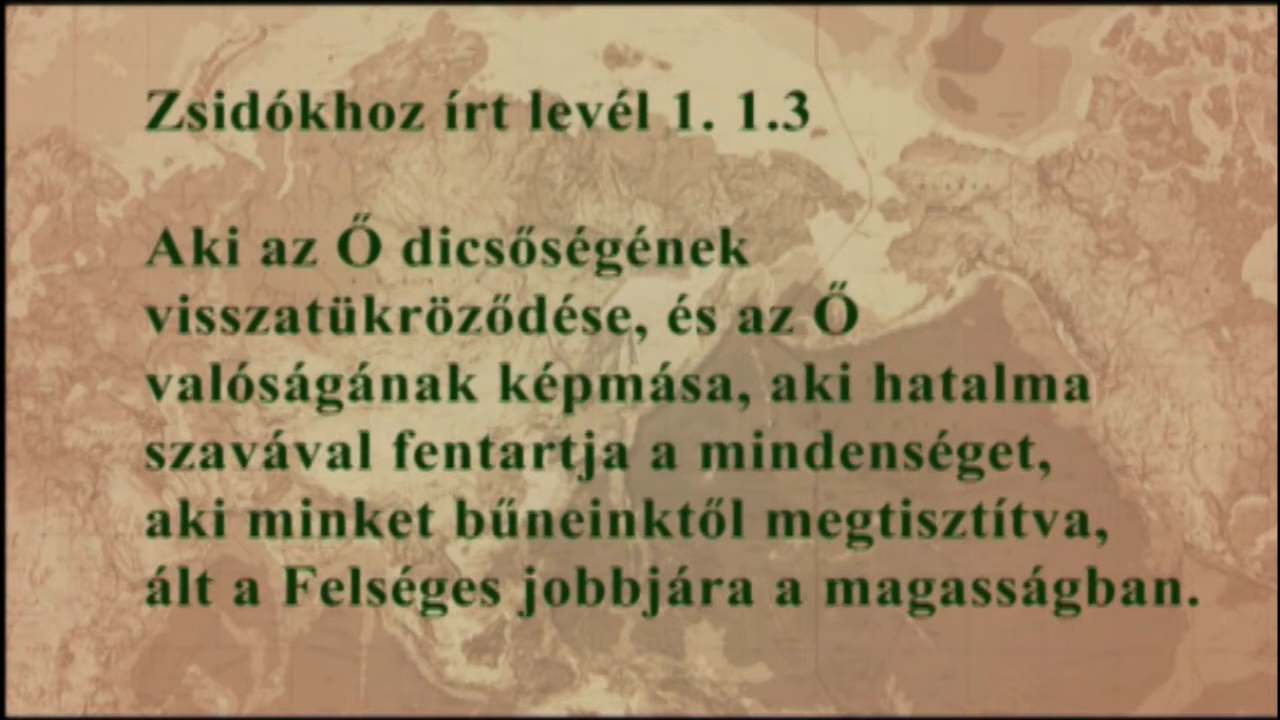 Zsidókhoz írt levél 1. 1.3
Aki az Ő dicsőségének
visszatükröződése, és az Ő
valóságának képmása, aki hatalma
szavával fentartja a mindenséget,
aki minket bűneinktől megtisztítva,
ált a Felséges jobbjára a magasságban.